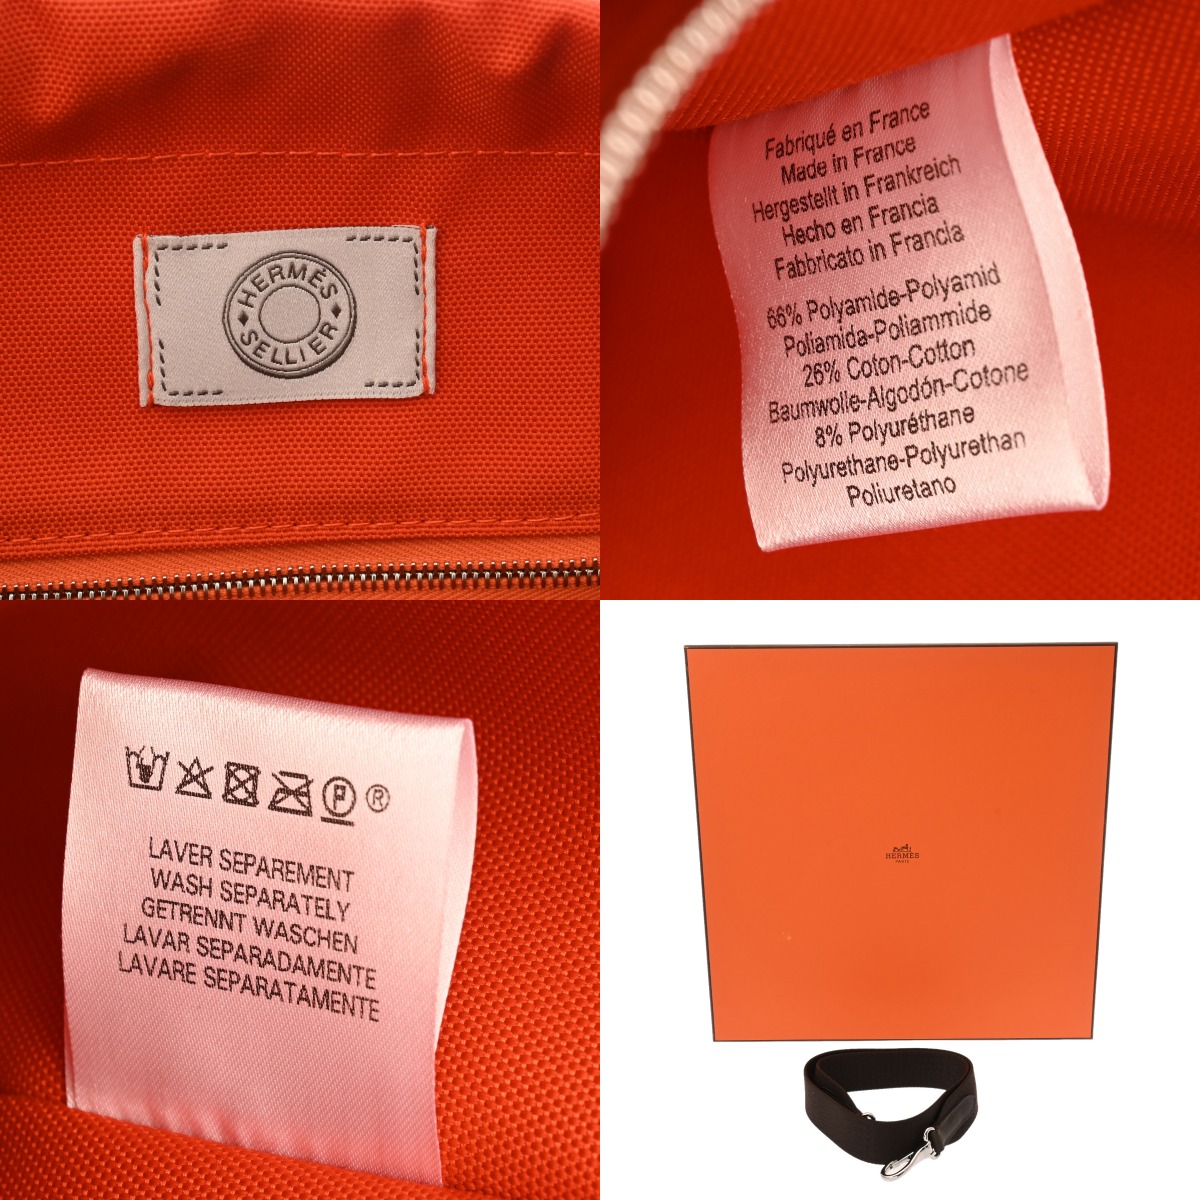 HERMÈS
SELLIER
Fabriqué en France
Made in France
Hergestellt in Frankreich
Hecho en Francia
Fabbricato in Francia
66% Polyamide-Polyamid
Poliamida-Poliammide
26% Coton-Cotton
Baumwolle-Algodón-Cotone
8% Polyuréthane
Polyurethane-Polyurethan
Poliuretano
P ®
LAVER SEPAREMENT
WASH SEPARATELY
GETRENNT WASCHEN
LAVAR SEPARADAMENTE
LAVARE SEPARATAMENTE
HERMÈS
PARIS